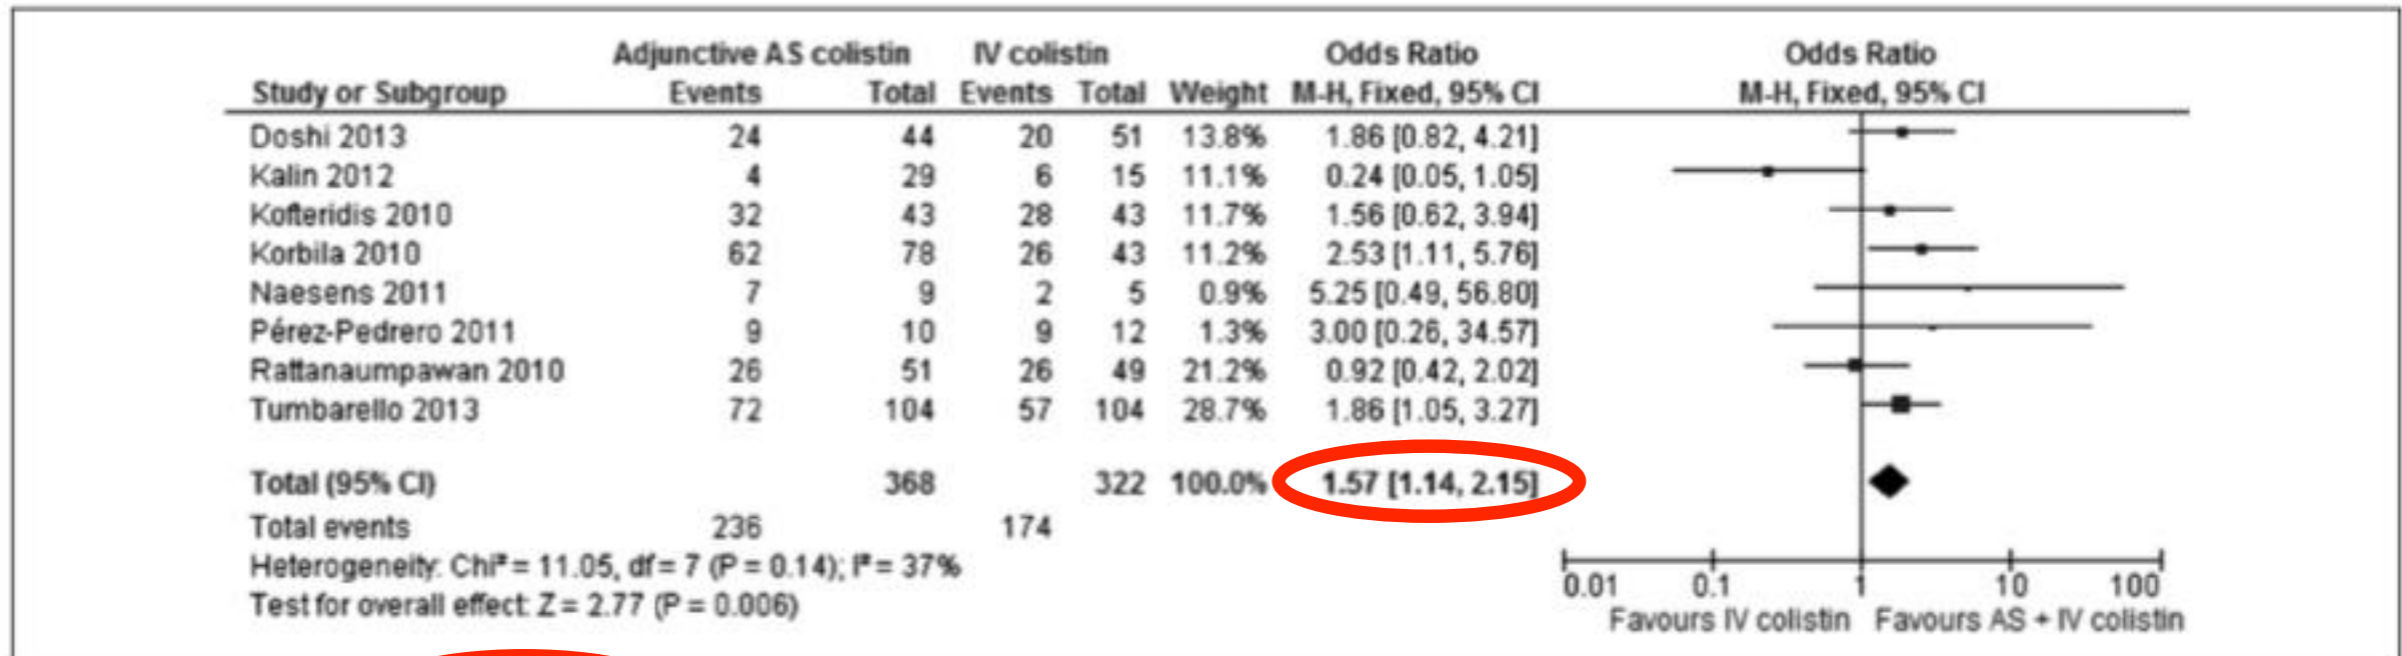 Adjunctive AS colistin IV colistin Odds Ratio Odds Ratio
Study or Subgroup Events Total Events Total Weight M-H, Fixed, 95% CI M-H, Fixed, 95% CI
Doshi 2013 24 44 20 51 13.8% 1.86 [0.82, 4.21]
Kalin 2012 4 29 6 15 11.1% 0.24 [0.05, 1.05]
Kofteridis 2010 32 43 28 43 11.7% 1.56 [0.62, 3.94]
Korbila 2010 62 78 26 43 11.2% 2.53 [1.11, 5.76]
Naesens 2011 7 9 2 5 0.9% 5.25 [0.49, 56.80]
Pérez-Pedrero 2011 9 10 9 12 1.3% 3.00 [0.26, 34.57]
Rattanaumpawan 2010 26 51 26 49 21.2% 0.92 [0.42, 2.02]
Tumbarello 2013 72 104 57 104 28.7% 1.86 [1.05, 3.27]
Total (95% CI) 368 322 100.0% 1.57 [1.14, 2.15]
Total events 236 174
Heterogeneity: Chi² = 11.05, df = 7 (P = 0.14); I² = 37%
Test for overall effect: Z = 2.77 (P = 0.006)
0.01 0.1 1 10 100
Favours IV colistin Favours AS + IV colistin